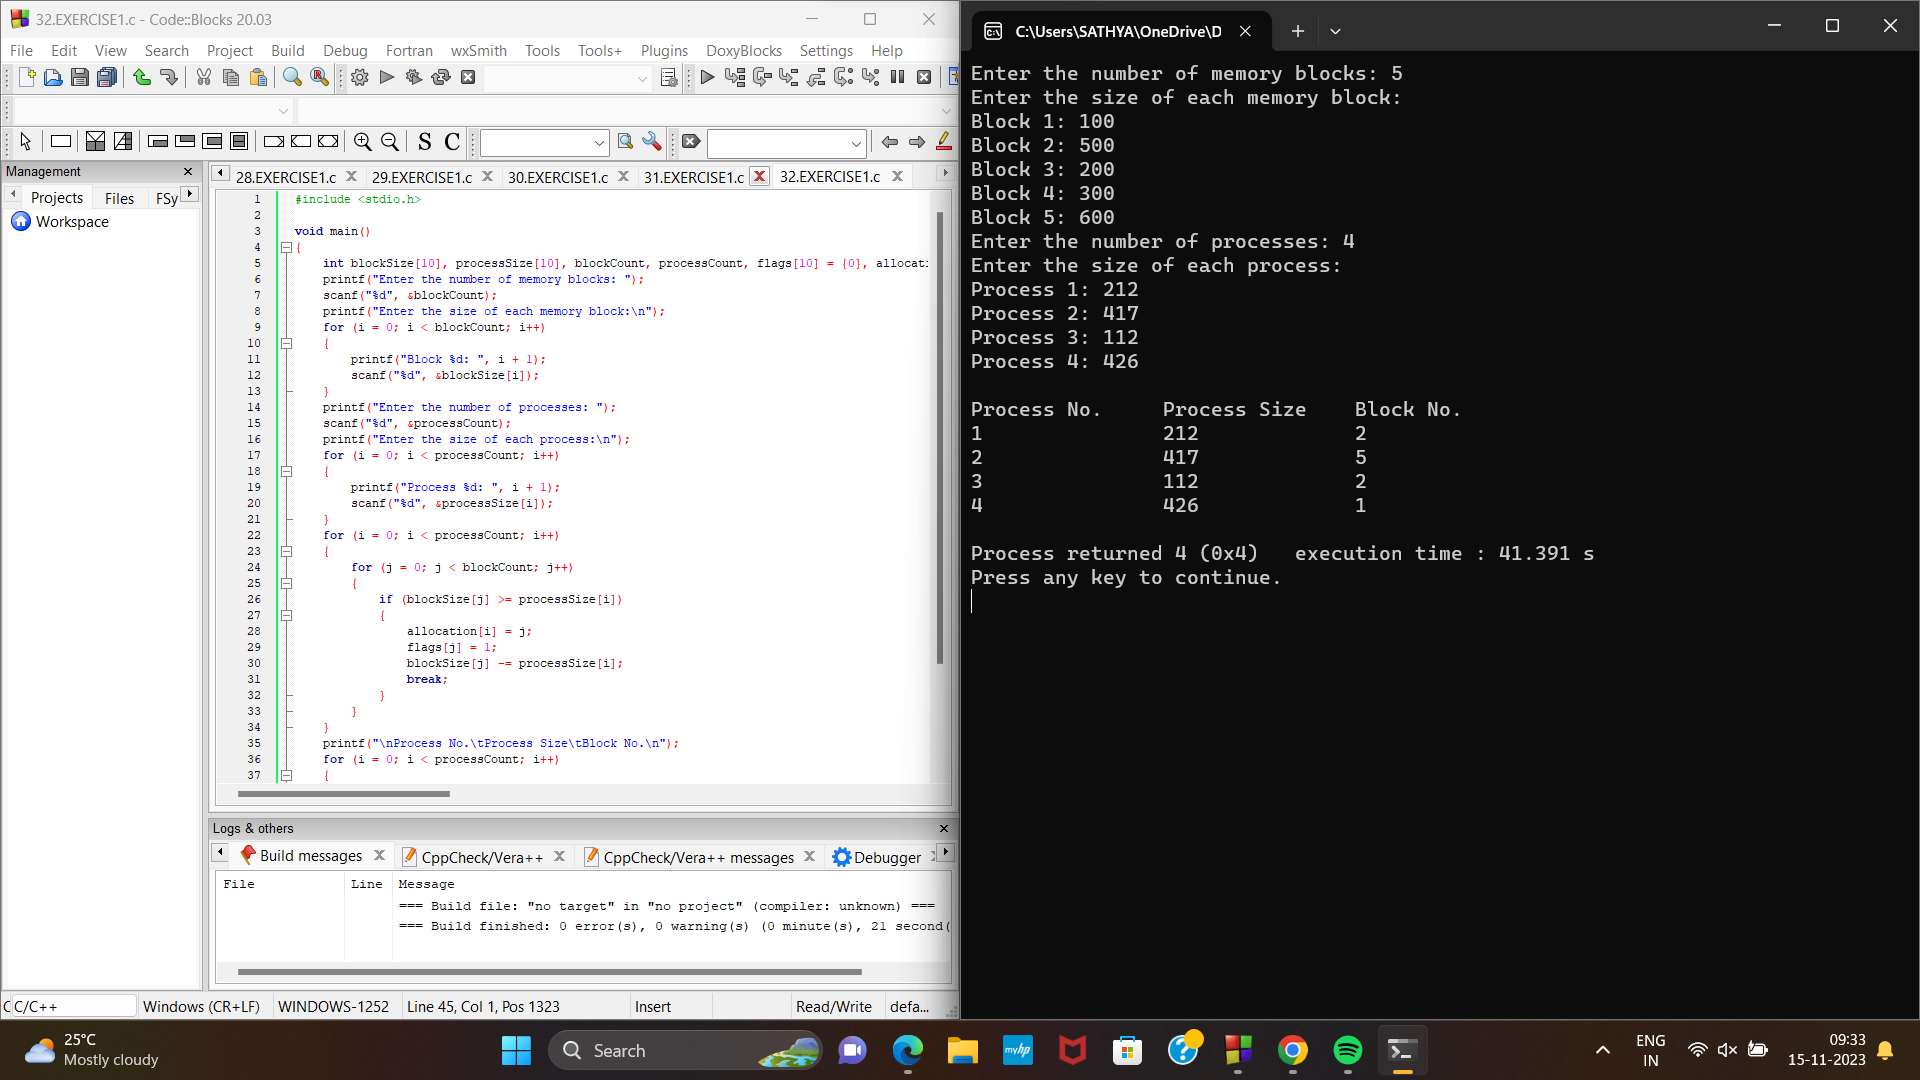 32.EXERCISE1.c - Code::Blocks 20.03
File Edit View Search Project Build Debug Fortran wxSmith Tools Tools+ Plugins DoxyBlocks Settings Help
S C
Management
Projects Files FSy
Workspace
28.EXERCISE1.c 29.EXERCISE1.c 30.EXERCISE1.c 31.EXERCISE1.c 32.EXERCISE1.c
1 #include <stdio.h>
2
3 void main()
4 {
5 int blockSize[10], processSize[10], blockCount, processCount, flags[10] = {0}, allocati
6 printf("Enter the number of memory blocks: ");
7 scanf("%d", &blockCount);
8 printf("Enter the size of each memory block:\n");
9 for (i = 0; i < blockCount; i++)
10 {
11 printf("Block %d: ", i + 1);
12 scanf("%d", &blockSize[i]);
13 }
14 printf("Enter the number of processes: ");
15 scanf("%d", &processCount);
16 printf("Enter the size of each process:\n");
17 for (i = 0; i < processCount; i++)
18 {
19 printf("Process %d: ", i + 1);
20 scanf("%d", &processSize[i]);
21 }
22 for (i = 0; i < processCount; i++)
23 {
24 for (j = 0; j < blockCount; j++)
25 {
26 if (blockSize[j] >= processSize[i])
27 {
28 allocation[i] = j;
29 flags[j] = 1;
30 blockSize[j] -= processSize[i];
31 break;
32 }
33 }
34 }
35 printf("\nProcess No.\tProcess Size\tBlock No.\n");
36 for (i = 0; i < processCount; i++)
37 {
Logs & others
Build messages CppCheck/Vera++ CppCheck/Vera++ messages Debugger
File Line Message
=== Build file: "no target" in "no project" (compiler: unknown) ===
=== Build finished: 0 error(s), 0 warning(s) (0 minute(s), 21 second(
C/C++ Windows (CR+LF) WINDOWS-1252 Line 45, Col 1, Pos 1323 Insert Read/Write defa...
C:\Users\SATHYA\OneDrive\D
Enter the number of memory blocks: 5
Enter the size of each memory block:
Block 1: 100
Block 2: 500
Block 3: 200
Block 4: 300
Block 5: 600
Enter the number of processes: 4
Enter the size of each process:
Process 1: 212
Process 2: 417
Process 3: 112
Process 4: 426
Process No. Process Size Block No.
1 212 2
2 417 5
3 112 2
4 426 1
Process returned 4 (0x4) execution time : 41.391 s
Press any key to continue.
25°C
Mostly cloudy
Search
myhp
ENG
IN
09:33
15-11-2023